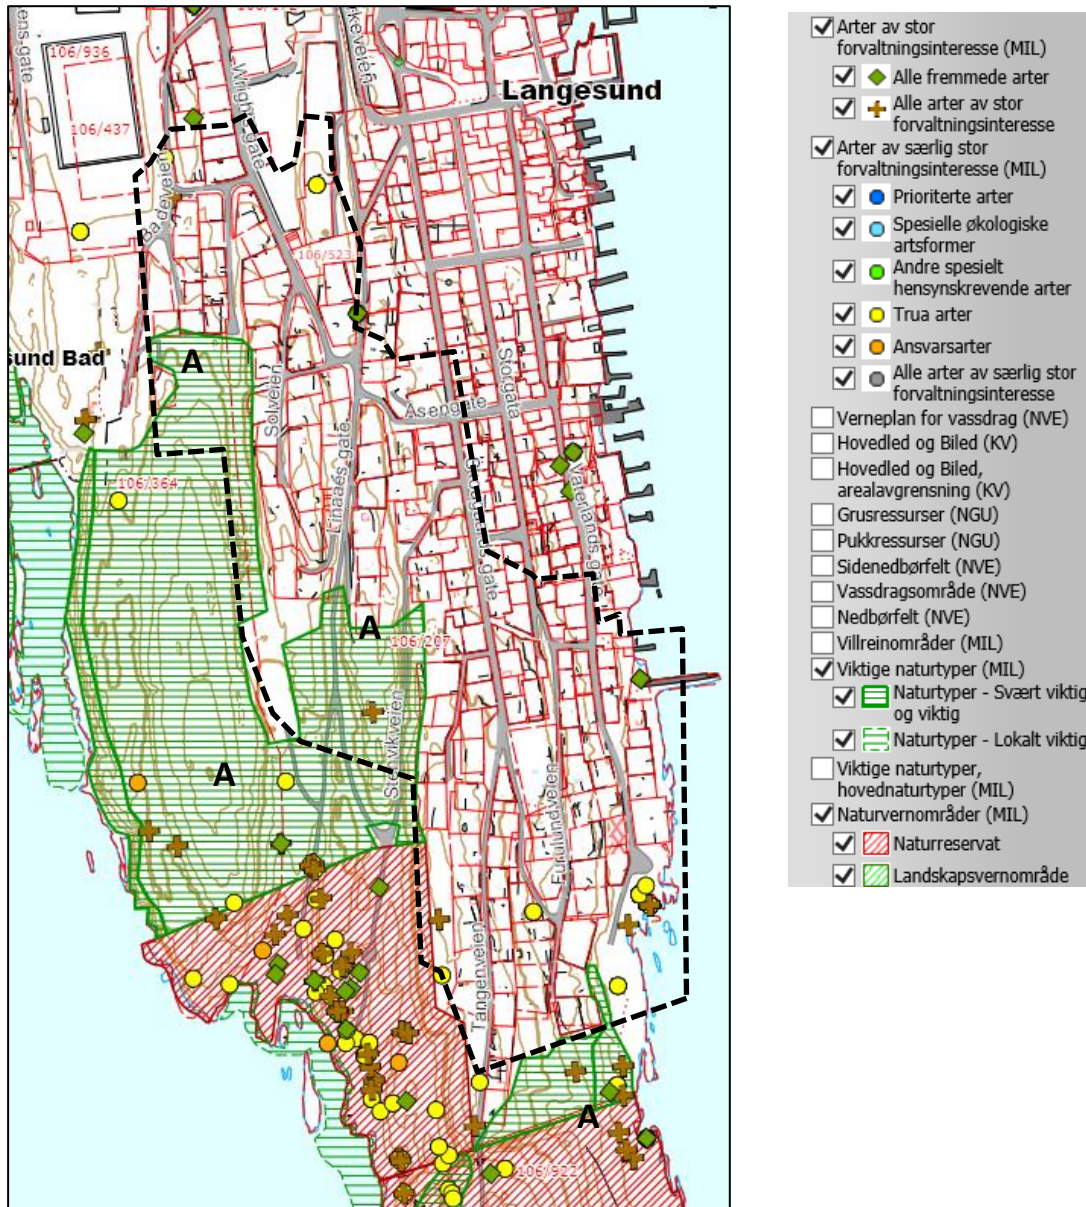 106/936
106/437
Wrights gate
Langesund
Badeveien
106/523
sund Bad
A
Solveien
Storgata
Åsengate
106/364
Linaaes gate
Vaterlands gate
A
106/207
Stenvikveien
A
Furulundveien
Tangenveien
A
106/922
Arter av stor
forvaltningsinteresse (MIL)
Alle fremmede arter
Alle arter av stor
forvaltningsinteresse
Arter av særlig stor
forvaltningsinteresse (MIL)
Prioriterte arter
Spesielle økologiske
artsformer
Andre spesielt
hensynskrevende arter
Trua arter
Ansvarsarter
Alle arter av særlig stor
forvaltningsinteresse
Verneplan for vassdrag (NVE)
Hovedled og Biled (KV)
Hovedled og Biled,
arealavgrensning (KV)
Grusressurser (NGU)
Pukkressurser (NGU)
Sidenedbørfelt (NVE)
Vassdragsområde (NVE)
Nedbørfelt (NVE)
Villreinområder (MIL)
Viktige naturtyper (MIL)
Naturtyper - Svært viktig
og viktig
Naturtyper - Lokalt viktig
Viktige naturtyper,
hovednaturtyper (MIL)
Naturvernområder (MIL)
Naturreservat
Landskapsvernområde